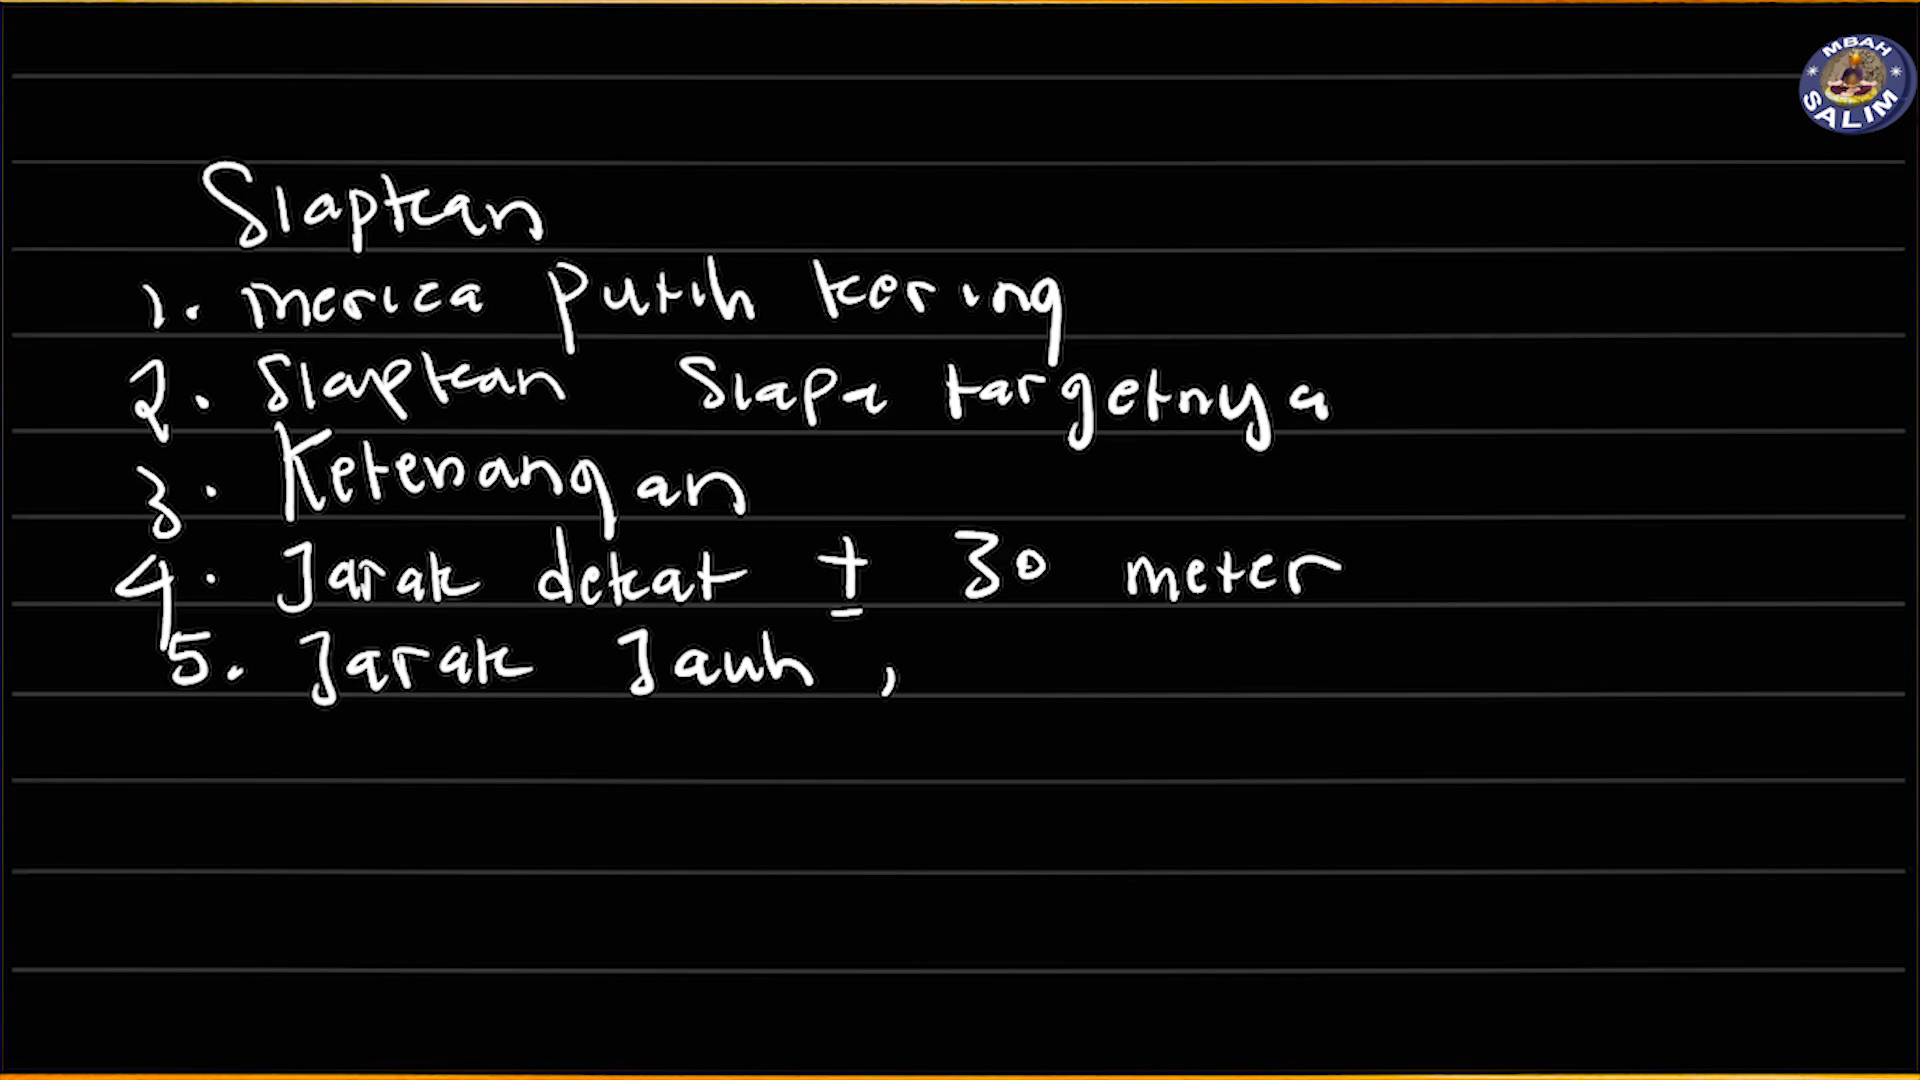 MBAH SALIM
Siapkan
1. merica putih kering
2. Siapkan siapa targetnya
3. Ketenangan
4. Jarak dekat ± 30 meter
5. Jarak Jauh ,